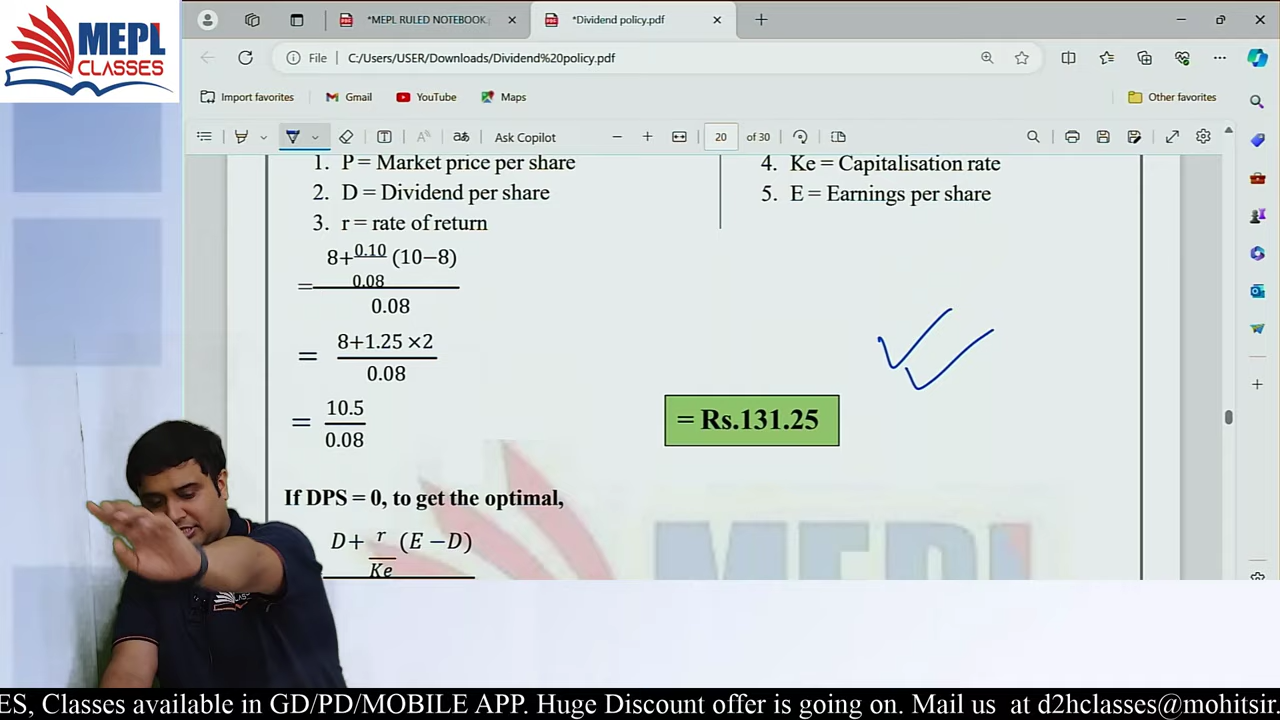 MEPL
CLASSES
*MEPL RULED NOTEBOOK
*Dividend policy.pdf
File
C:/Users/USER/Downloads/Dividend%20policy.pdf
Import favorites
Gmail
YouTube
Maps
Other favorites
Ask Copilot
20 of 30
1. P = Market price per share
2. D = Dividend per share
3. r = rate of return
4. Ke = Capitalisation rate
5. E = Earnings per share
8+ 0.10 (10−8)
0.08
=
0.08
= 8+1.25 ×2
0.08
= 10.5
0.08
= Rs.131.25
If DPS = 0, to get the optimal,
D+ r (E −D)
Ke
MEPL
ES, Classes available in GD/PD/MOBILE APP. Huge Discount offer is going on. Mail us at d2hclasses@mohitsir.